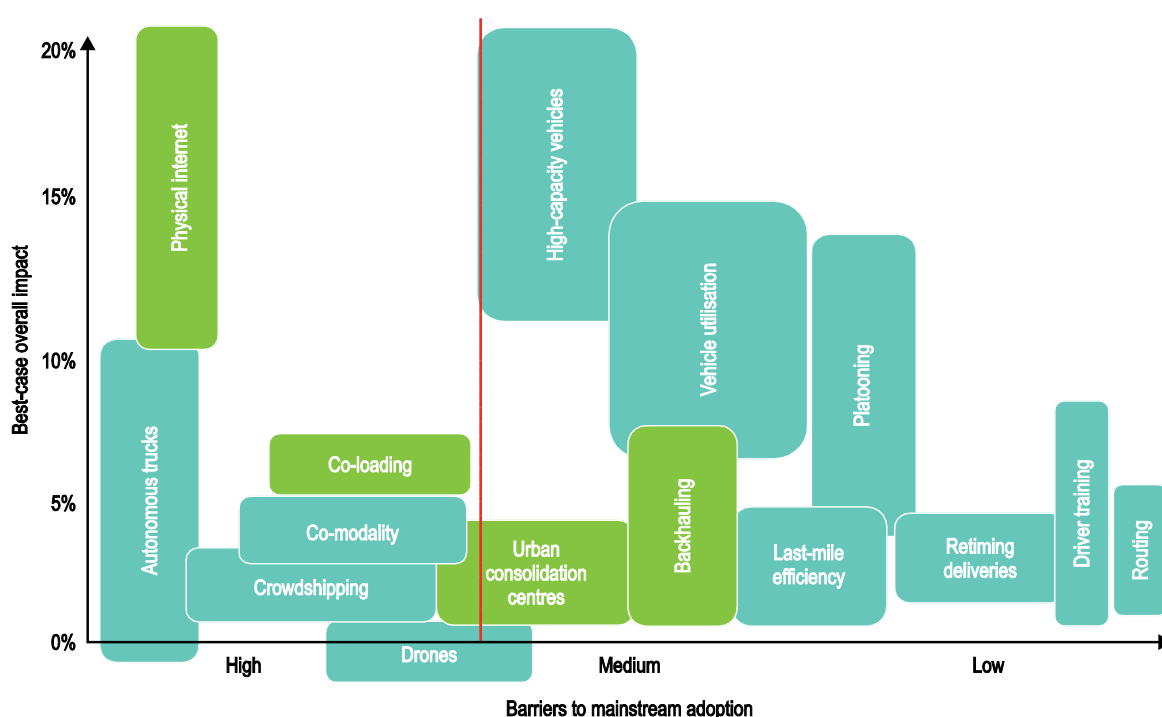 20%
15%
10%
5%
0%
Best-case overall impact
Physical internet
High-capacity vehicles
Vehicle utilisation
Platooning
Autonomous trucks
Co-loading
Co-modality
Crowdshipping
Drones
Urban
consolidation
centres
Backhauling
Last-mile
efficiency
Retiming
deliveries
Driver training
Routing
High
Medium
Low
Barriers to mainstream adoption